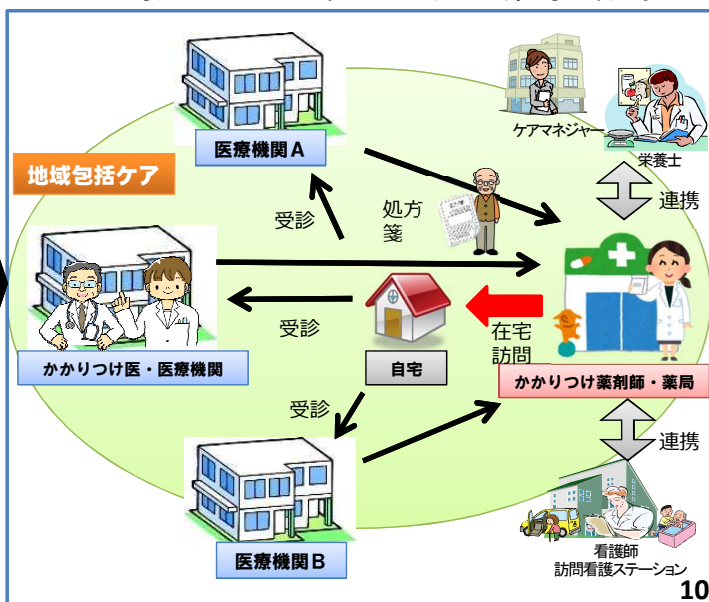 医療機関A
ケアマネジャー
栄養士
地域包括ケア
受診
処方
箋
連携
受診
在宅
訪問
かかりつけ医・医療機関
自宅
かかりつけ薬剤師・薬局
受診
連携
医療機関B
看護師
訪問看護ステーション
10